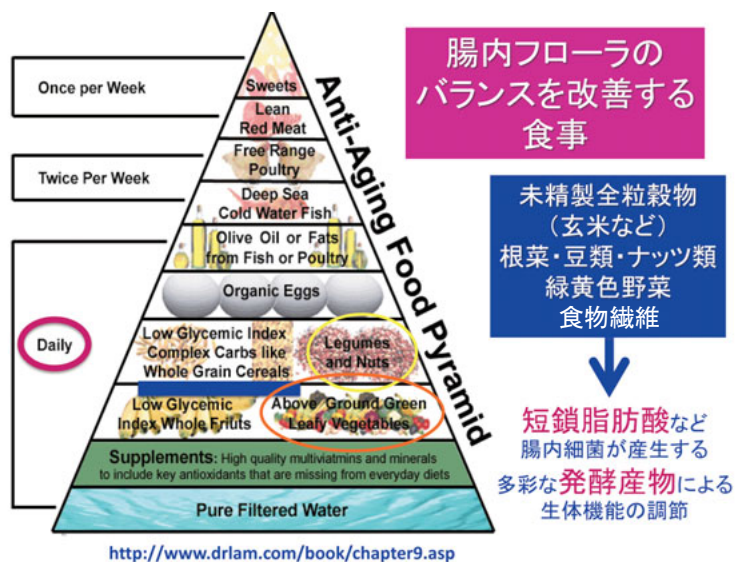 Once per Week
Twice Per Week
Daily
Sweets
Lean
Red Meat
Free Range
Poultry
Deep Sea
Cold Water Fish
Olive Oil or Fats
from Fish or Poultry
Organic Eggs
Low Glycemic Index
Complex Carbs like
Whole Grain Cereals
Legumes
and Nuts
Low Glycemic
Index Whole Friuts
Above Ground Green
Leafy Vegetables
Supplements: High quality multiviatmins and minerals
to include key antioxidants that are missing from everyday diets
Pure Filtered Water
Anti-Aging Food Pyramid
http://www.drlam.com/book/chapter9.asp
腸内フローラの
バランスを改善する
食事
未精製全粒穀物
（玄米など）
根菜・豆類・ナッツ類
緑黄色野菜
食物繊維
短鎖脂肪酸など
腸内細菌が産生する
多彩な発酵産物による
生体機能の調節